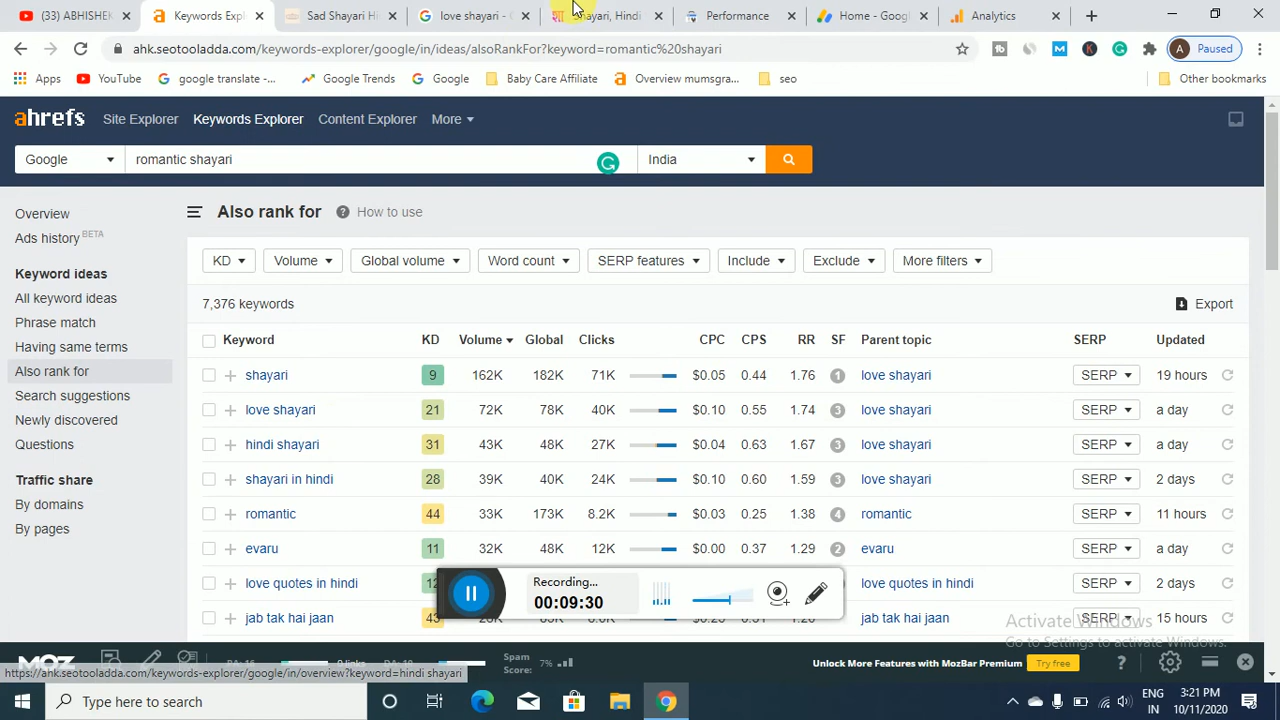 (33) ABHISHEK
Keywords Expl
Sad Shayari Hi
love shayari - G
Shayari, Hindi
Performance
Home - Googl
Analytics
ahk.seotooladda.com/keywords-explorer/google/in/ideas/alsoRankFor?keyword=romantic%20shayari
A Paused
Apps YouTube google translate -... Google Trends Google Baby Care Affiliate Overview mumsgra... seo Other bookmarks
ahrefs Site Explorer Keywords Explorer Content Explorer More
Google romantic shayari India
Overview
Ads history BETA
Keyword ideas
All keyword ideas
Phrase match
Having same terms
Also rank for
Search suggestions
Newly discovered
Questions
Traffic share
By domains
By pages
Also rank for ? How to use
KD Volume Global volume Word count SERP features Include Exclude More filters
7,376 keywords Export
Keyword KD Volume Global Clicks CPC CPS RR SF Parent topic SERP Updated
shayari 9 162K 182K 71K $0.05 0.44 1.76 1 love shayari SERP 19 hours
love shayari 21 72K 78K 40K $0.10 0.55 1.74 3 love shayari SERP a day
hindi shayari 31 43K 48K 27K $0.04 0.63 1.67 3 love shayari SERP a day
shayari in hindi 28 39K 40K 24K $0.10 0.60 1.59 3 love shayari SERP 2 days
romantic 44 33K 173K 8.2K $0.03 0.25 1.38 4 romantic SERP 11 hours
evaru 11 32K 48K 12K $0.00 0.37 1.29 2 evaru SERP a day
love quotes in hindi love quotes in hindi SERP 2 days
jab tak hai jaan 43 jab tak hai jaan SERP 15 hours
Recording...
00:09:30
Activate Windows
Go to Settings to activate Windows.
MOZ PA: 16 0 links DA: 18 Spam Score: 7% Unlock More Features with MozBar Premium Try free
https://ahk.seotooladda.com/keywords-explorer/google/in/overview?keyword=hindi shayari
Type here to search
ENG
IN
3:21 PM
10/11/2020